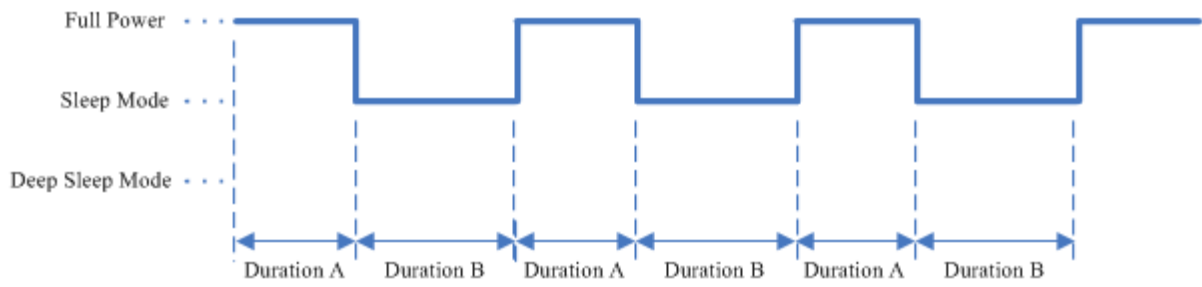 Full Power
Sleep Mode
Deep Sleep Mode
Duration A
Duration B
Duration A
Duration B
Duration A
Duration B